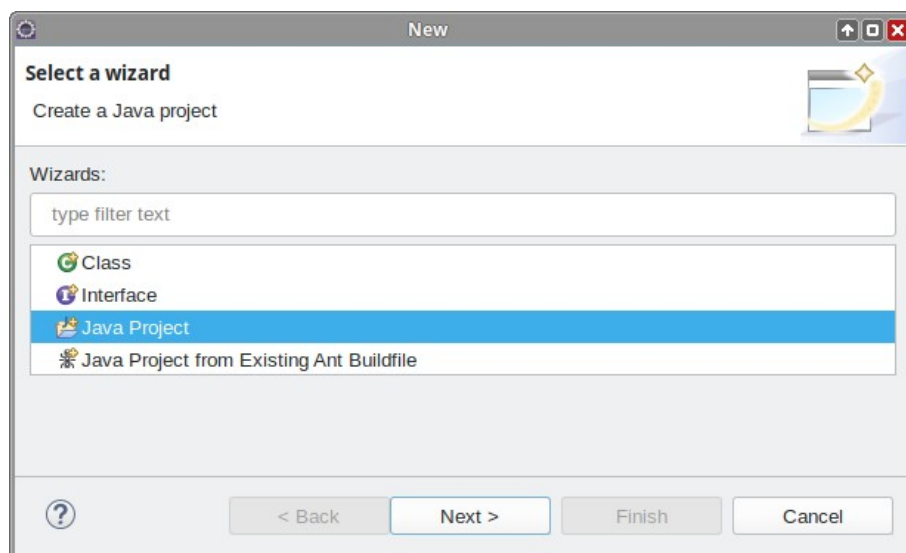 New
Select a wizard
Create a Java project
Wizards:
type filter text
Class
Interface
Java Project
Java Project from Existing Ant Buildfile
< Back
Next >
Finish
Cancel